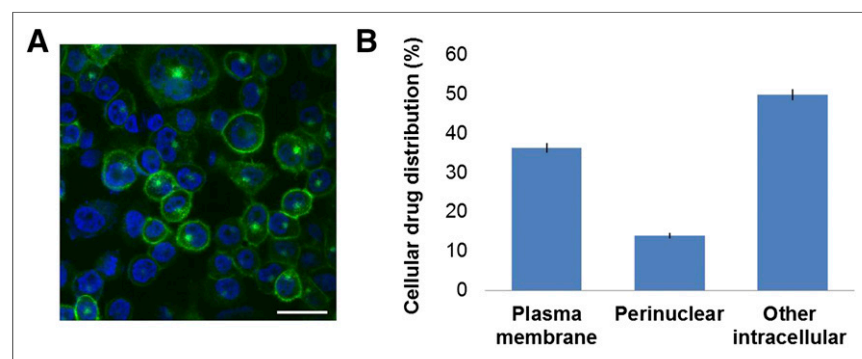 A
B
Cellular drug distribution (%)
60
50
40
30
20
10
0
Plasma
membrane
Perinuclear
Other
intracellular